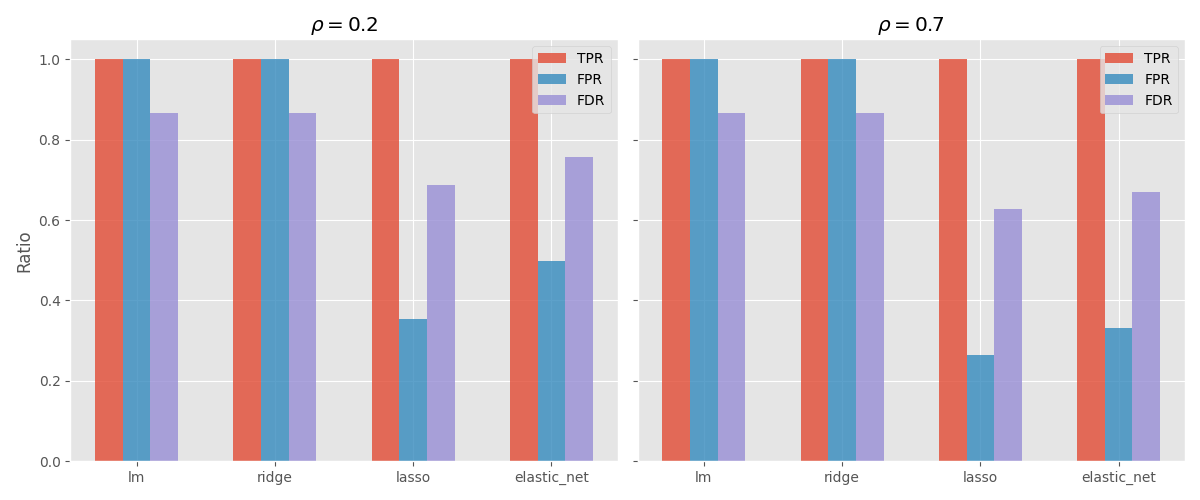 ρ = 0.2
ρ = 0.7
Ratio
1.0
0.8
0.6
0.4
0.2
0.0
TPR
FPR
FDR
TPR
FPR
FDR
lm ridge lasso elastic_net
lm ridge lasso elastic_net